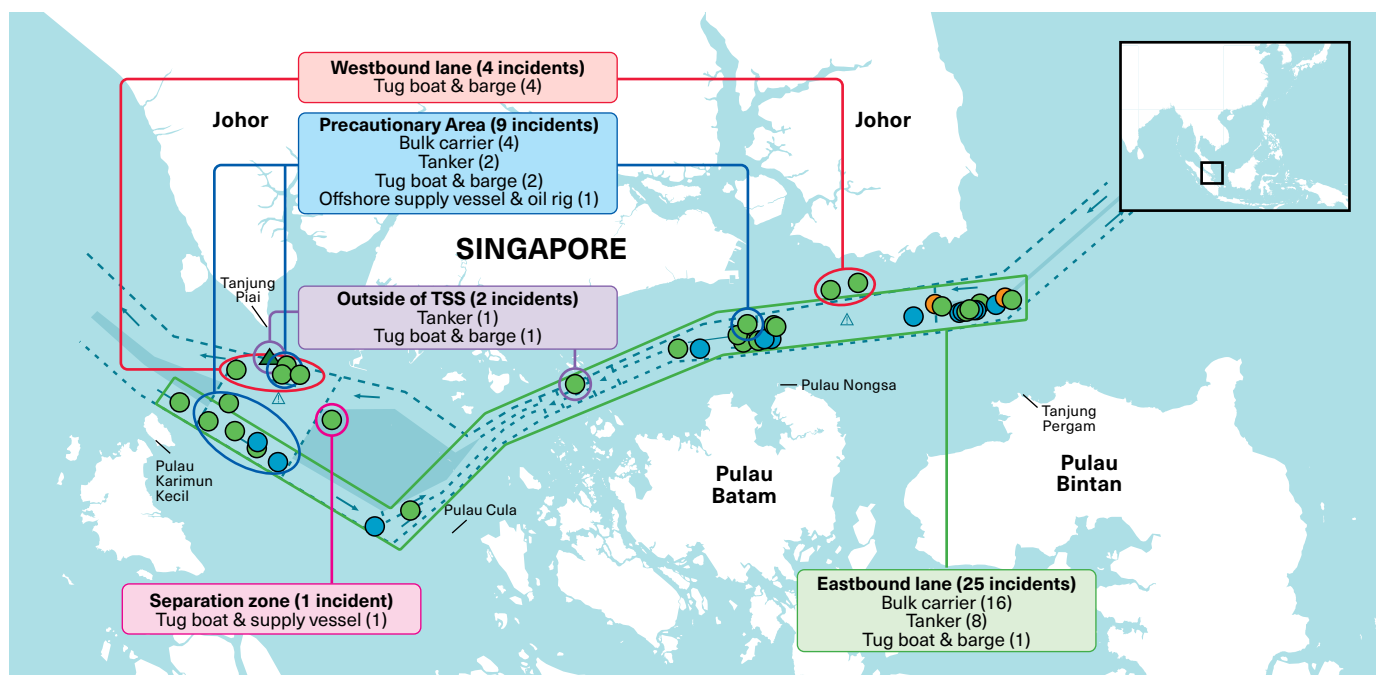 Westbound lane (4 incidents)
Tug boat & barge (4)
Johor
Johor
Precautionary Area (9 incidents)
Bulk carrier (4)
Tanker (2)
Tug boat & barge (2)
Offshore supply vessel & oil rig (1)
SINGAPORE
Tanjung
Piai
Outside of TSS (2 incidents)
Tanker (1)
Tug boat & barge (1)
Pulau Nongsa
Tanjung
Pergam
Pulau
Karimun
Kecil
Pulau
Batam
Pulau
Bintan
Pulau Cula
Separation zone (1 incident)
Tug boat & supply vessel (1)
Eastbound lane (25 incidents)
Bulk carrier (16)
Tanker (8)
Tug boat & barge (1)